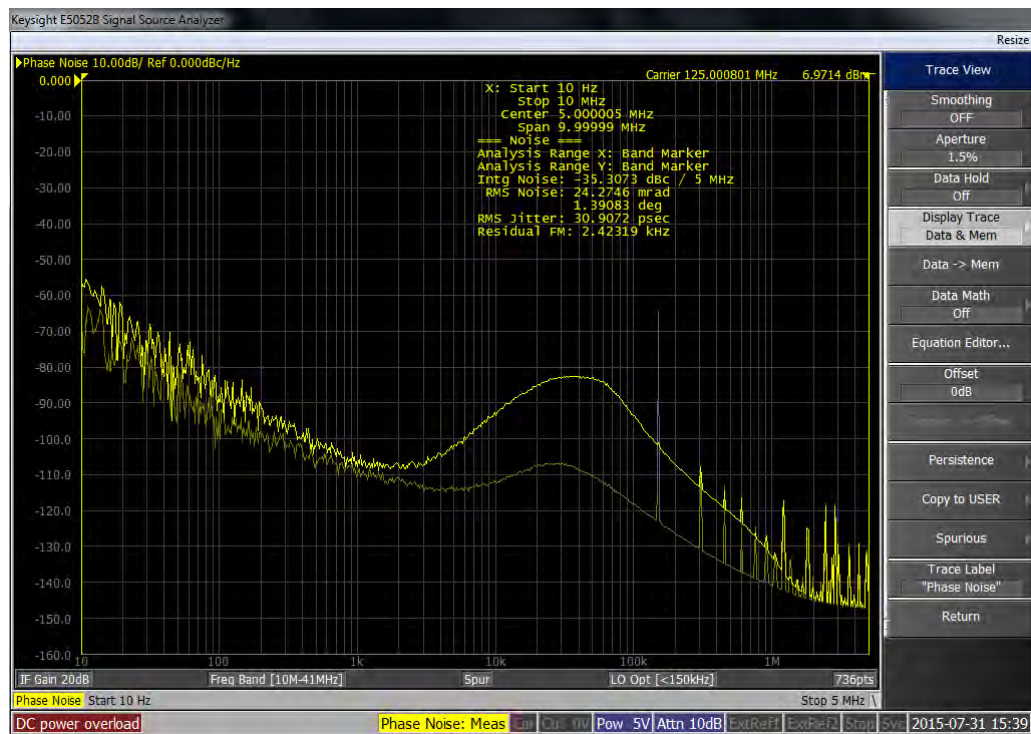 Keysight E5052B Signal Source Analyzer
Resize
Phase Noise 10.00dB/ Ref 0.000dBc/Hz
Carrier 125.000801 MHz 6.9714 dBm
0.000
-10.00
-20.00
-30.00
-40.00
-50.00
-60.00
-70.00
-80.00
-90.00
-100.0
-110.0
-120.0
-130.0
-140.0
-150.0
-160.0
X: Start 10 Hz
Stop 10 MHz
Center 5.000005 MHz
Span 9.99999 MHz
=== Noise ===
Analysis Range X: Band Marker
Analysis Range Y: Band Marker
Intg Noise: -35.3073 dBc / 5 MHz
RMS Noise: 24.2746 mrad
1.39083 deg
RMS Jitter: 30.9072 psec
Residual FM: 2.42319 kHz
10 100 1k 10k 100k 1M
IF Gain 20dB Freq Band [10M-41MHz] Spur LO Opt [<150kHz] 736pts
Phase Noise Start 10 Hz Stop 5 MHz
DC power overload Phase Noise: Meas Cor Ctrl 0V Pow 5V Attn 10dB ExtRef1 ExtRef2 Stop Svc 2015-07-31 15:39
Trace View
Smoothing
OFF
Aperture
1.5%
Data Hold
Off
Display Trace
Data & Mem
Data -> Mem
Data Math
Off
Equation Editor...
Offset
0dB
Persistence
Copy to USER
Spurious
Trace Label
"Phase Noise"
Return